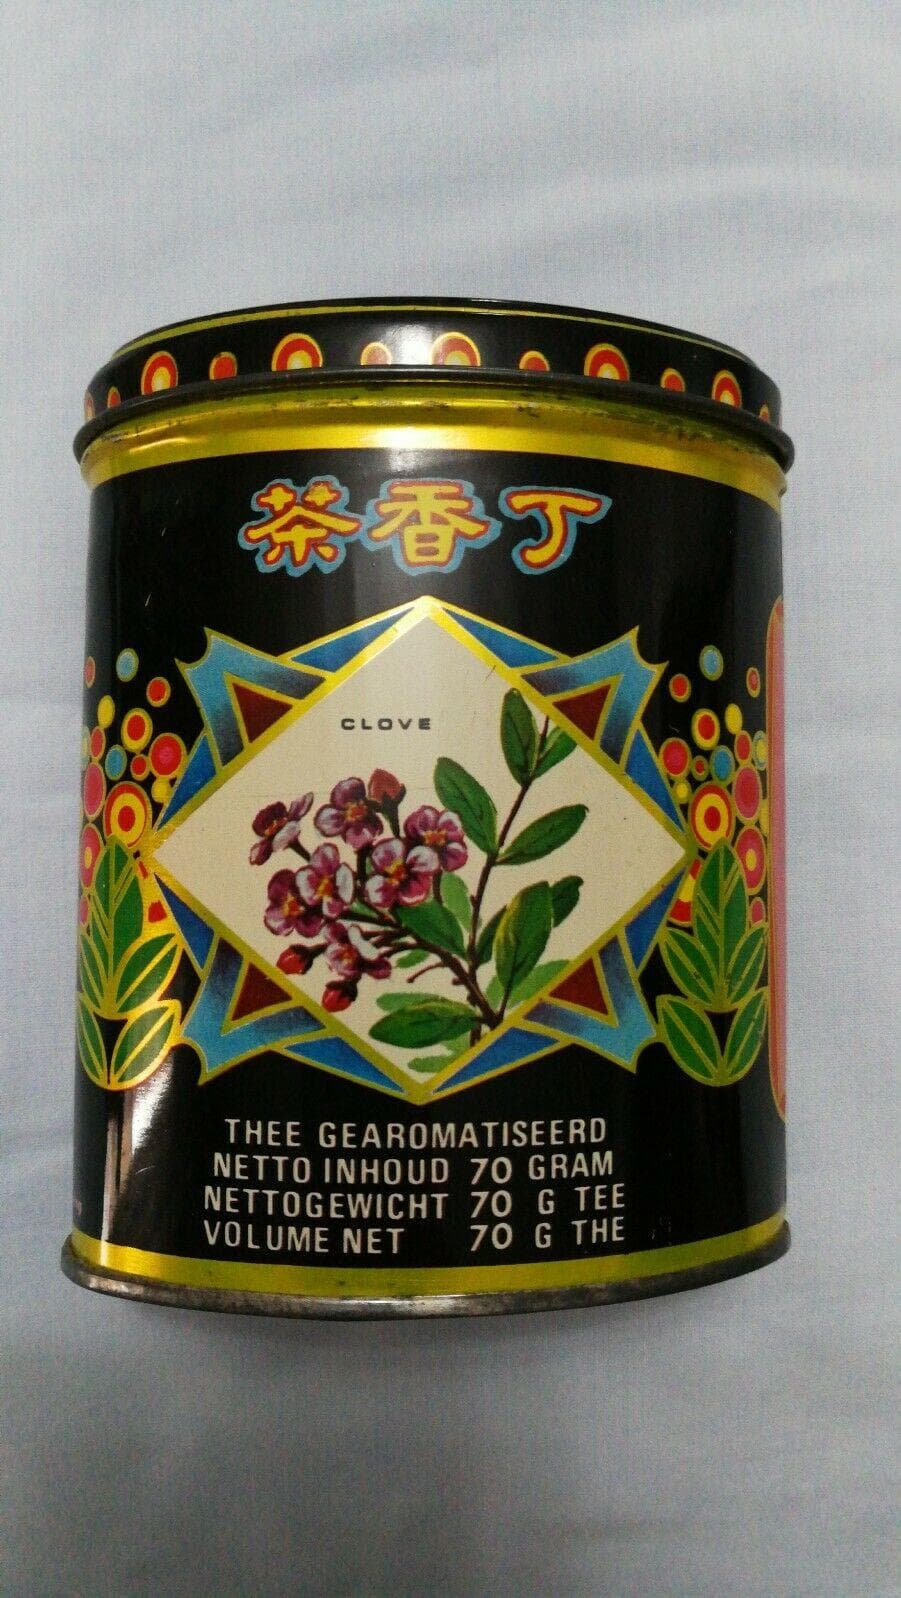 茶香丁
CLOVE
THEE GEAROMATISEERD
NETTO INHOUD 70 GRAM
NETTOGEWICHT 70 G TEE
VOLUME NET 70 G THE